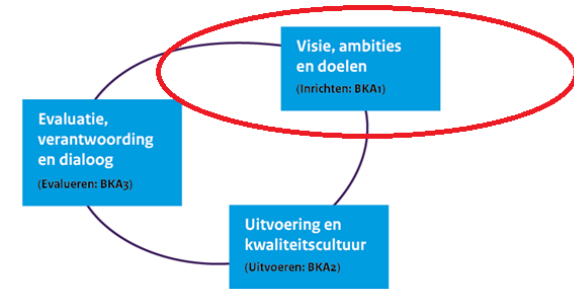 Visie, ambities
en doelen
(Inrichten: BKA1)
Evaluatie,
verantwoording
en dialoog
(Evalueren: BKA3)
Uitvoering en
kwaliteitscultuur
(Uitvoeren: BKA2)